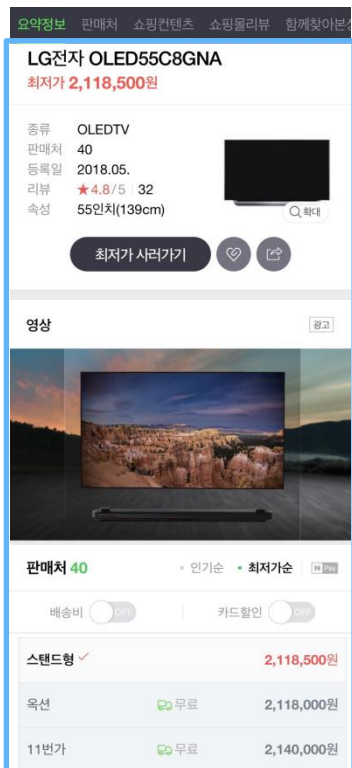 요약정보 판매처 쇼핑컨텐츠 쇼핑몰리뷰 함께찾아본상
LG전자 OLED55C8GNA
최저가 2,118,500원
종류 OLEDTV
판매처 40
등록일 2018.05.
리뷰 ★4.8/5 32
속성 55인치(139cm)
확대
최저가 사러가기
영상 광고
판매처 40 • 인기순 • 최저가순 N Pay
배송비 OFF 카드할인 OFF
스탠드형 2,118,500원
옥션 무료 2,118,000원
11번가 무료 2,140,000원